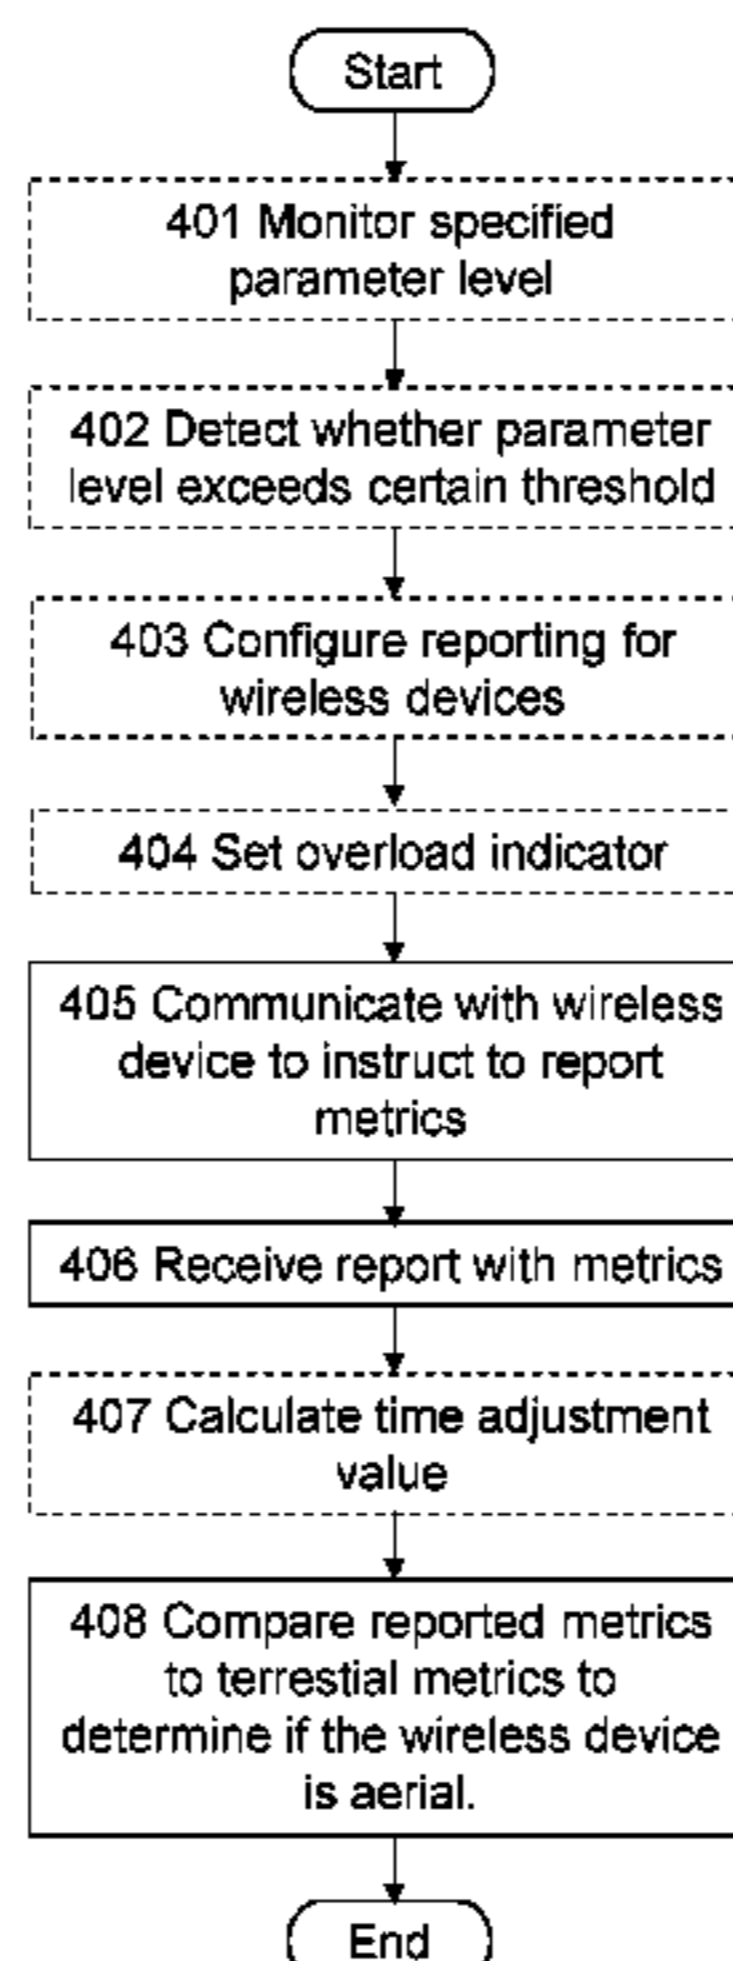 Start
401 Monitor specified
parameter level
402 Detect whether parameter
level exceeds certain threshold
403 Configure reporting for
wireless devices
404 Set overload indicator
405 Communicate with wireless
device to instruct to report
metrics
406 Receive report with metrics
407 Calculate time adjustment
value
408 Compare reported metrics
to terrestial metrics to
determine if the wireless device
is aerial.
End